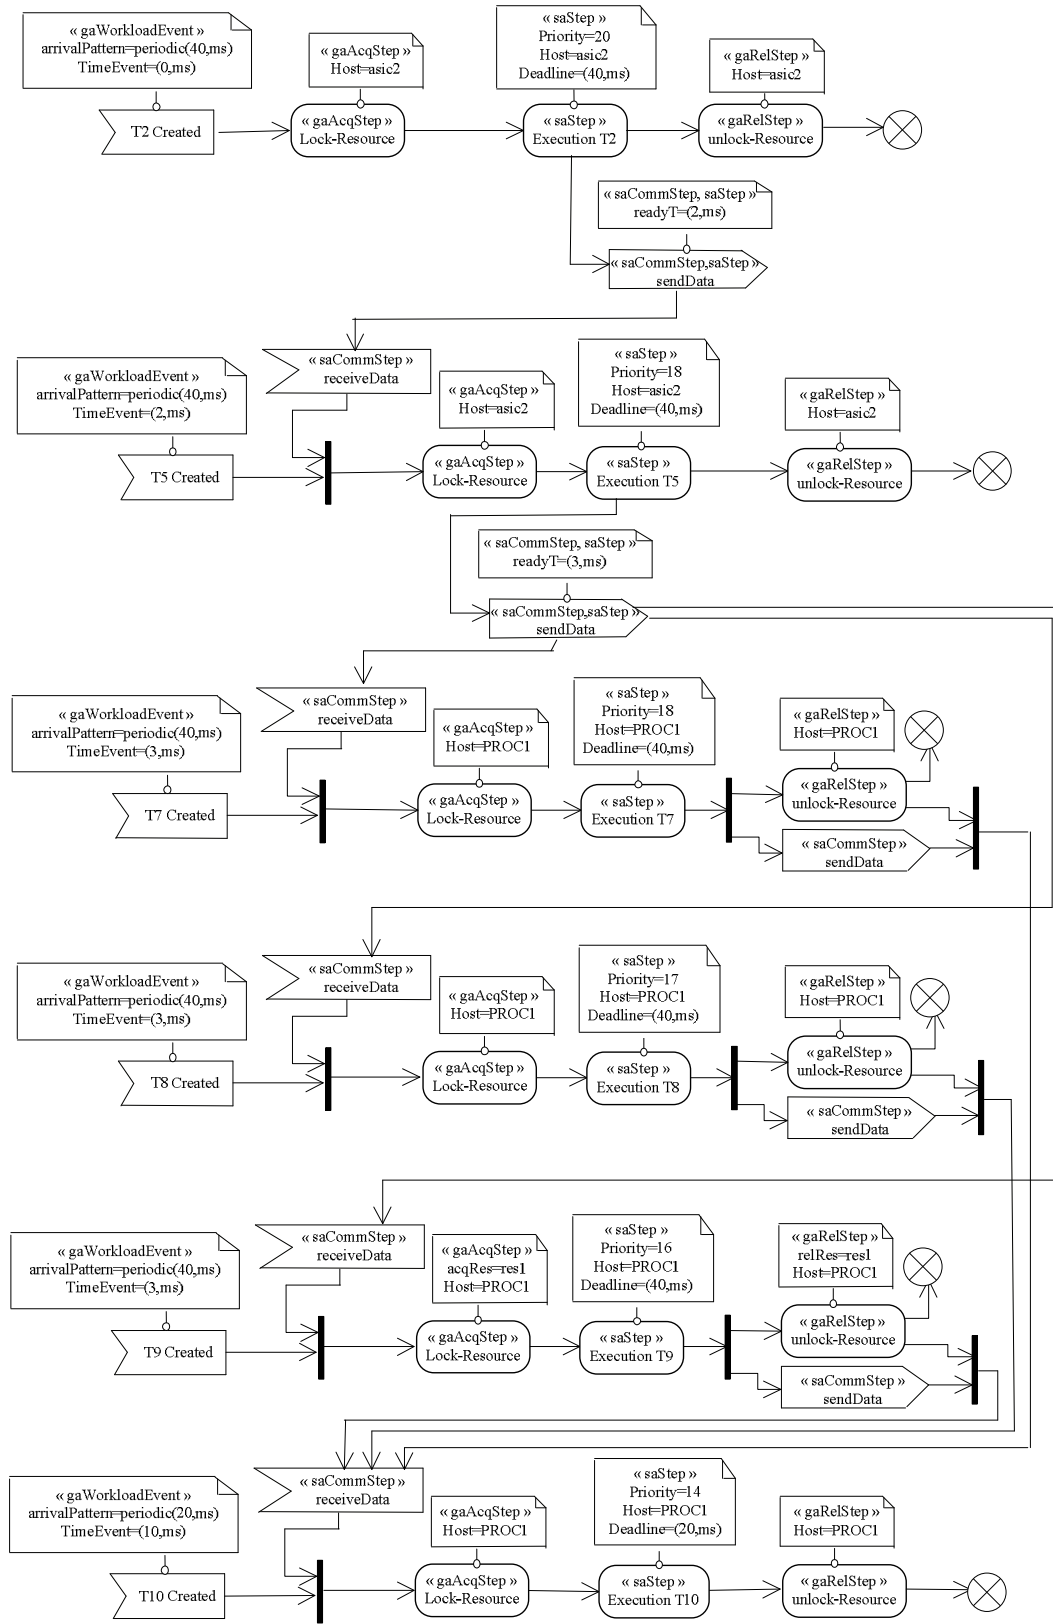 « gaWorkloadEvent »
arrivalPattern=periodic(40,ms)
TimeEvent=(0,ms)
« gaAcqStep »
Host=asic2
« saStep »
Priority=20
Host=asic2
Deadline=(40,ms)
« gaRelStep »
Host=asic2
T2 Created
« gaAcqStep »
Lock-Resource
« saStep »
Execution T2
« gaRelStep »
unlock-Resource
« saCommStep, saStep »
readyT=(2,ms)
« saCommStep,saStep »
sendData
« gaWorkloadEvent »
arrivalPattern=periodic(40,ms)
TimeEvent=(2,ms)
« saCommStep »
receiveData
« gaAcqStep »
Host=asic2
« saStep »
Priority=18
Host=asic2
Deadline=(40,ms)
« gaRelStep »
Host=asic2
T5 Created
« gaAcqStep »
Lock-Resource
« saStep »
Execution T5
« gaRelStep »
unlock-Resource
« saCommStep, saStep »
readyT=(3,ms)
« saCommStep,saStep »
sendData
« gaWorkloadEvent »
arrivalPattern=periodic(40,ms)
TimeEvent=(3,ms)
« saCommStep »
receiveData
« gaAcqStep »
Host=PROC1
« saStep »
Priority=18
Host=PROC1
Deadline=(40,ms)
« gaRelStep »
Host=PROC1
T7 Created
« gaAcqStep »
Lock-Resource
« saStep »
Execution T7
« gaRelStep »
unlock-Resource
« saCommStep »
sendData
« gaWorkloadEvent »
arrivalPattern=periodic(40,ms)
TimeEvent=(3,ms)
« saCommStep »
receiveData
« gaAcqStep »
Host=PROC1
« saStep »
Priority=17
Host=PROC1
Deadline=(40,ms)
« gaRelStep »
Host=PROC1
T8 Created
« gaAcqStep »
Lock-Resource
« saStep »
Execution T8
« gaRelStep »
unlock-Resource
« saCommStep »
sendData
« gaWorkloadEvent »
arrivalPattern=periodic(40,ms)
TimeEvent=(3,ms)
« saCommStep »
receiveData
« gaAcqStep »
acqRes=res1
Host=PROC1
« saStep »
Priority=16
Host=PROC1
Deadline=(40,ms)
« gaRelStep »
relRes=res1
Host=PROC1
T9 Created
« gaAcqStep »
Lock-Resource
« saStep »
Execution T9
« gaRelStep »
unlock-Resource
« saCommStep »
sendData
« gaWorkloadEvent »
arrivalPattern=periodic(20,ms)
TimeEvent=(10,ms)
« saCommStep »
receiveData
« gaAcqStep »
Host=PROC1
« saStep »
Priority=14
Host=PROC1
Deadline=(20,ms)
« gaRelStep »
Host=PROC1
T10 Created
« gaAcqStep »
Lock-Resource
« saStep »
Execution T10
« gaRelStep »
unlock-Resource